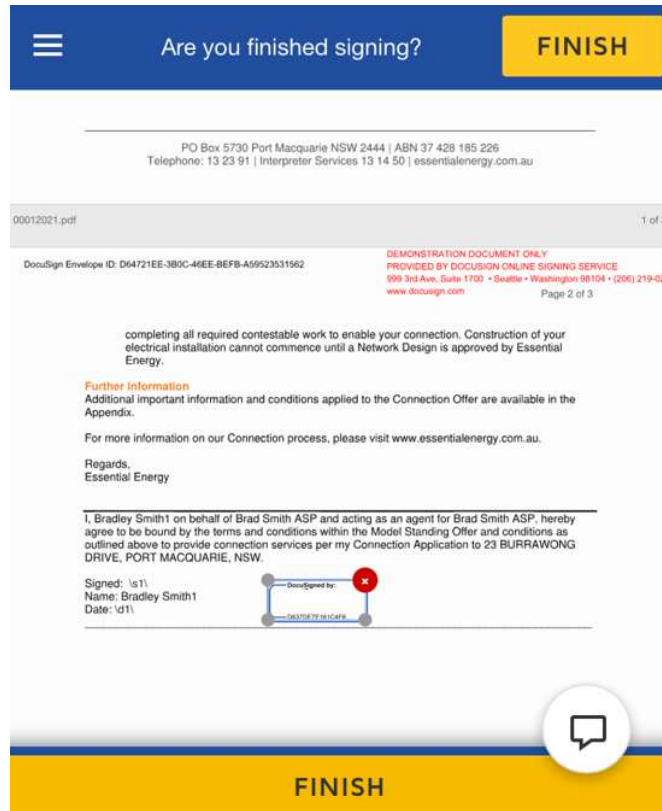 Are you finished signing?
FINISH
PO Box 5730 Port Macquarie NSW 2444 | ABN 37 428 185 226
Telephone: 13 23 91 | Interpreter Services 13 14 50 | essentialenergy.com.au
00012021.pdf
1 of
DocuSign Envelope ID: D64721EE-3B0C-46EE-BEFB-A59523531562
DEMONSTRATION DOCUMENT ONLY
PROVIDED BY DOCUSIGN ONLINE SIGNING SERVICE
999 3rd Ave, Suite 1700 • Seattle • Washington 98104 • (206) 219-02
www.docusign.com
Page 2 of 3
completing all required contestable work to enable your connection. Construction of your
electrical installation cannot commence until a Network Design is approved by Essential
Energy.
Further Information
Additional important information and conditions applied to the Connection Offer are available in the
Appendix.
For more information on our Connection process, please visit www.essentialenergy.com.au.
Regards,
Essential Energy
I, Bradley Smith1 on behalf of Brad Smith ASP and acting as an agent for Brad Smith ASP, hereby
agree to be bound by the terms and conditions within the Model Standing Offer and conditions as
outlined above to provide connection services per my Connection Application to 23 BURRAWONG
DRIVE, PORT MACQUARIE, NSW.
Signed: \s1\
Name: Bradley Smith1
Date: \d1\
DocuSigned by:
FINISH